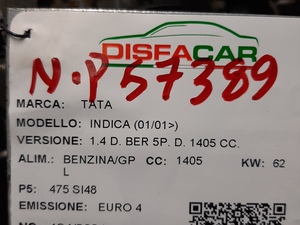 DISFACAR
N.P 57389
MARCA: TATA
MODELLO: INDICA (01/01>)
VERSIONE: 1.4 D. BER 5P. D. 1405 CC.
ALIM.: BENZINA/GP CC: 1405 KW: 62
L
P5: 475 SI48
EMISSIONE: EURO 4